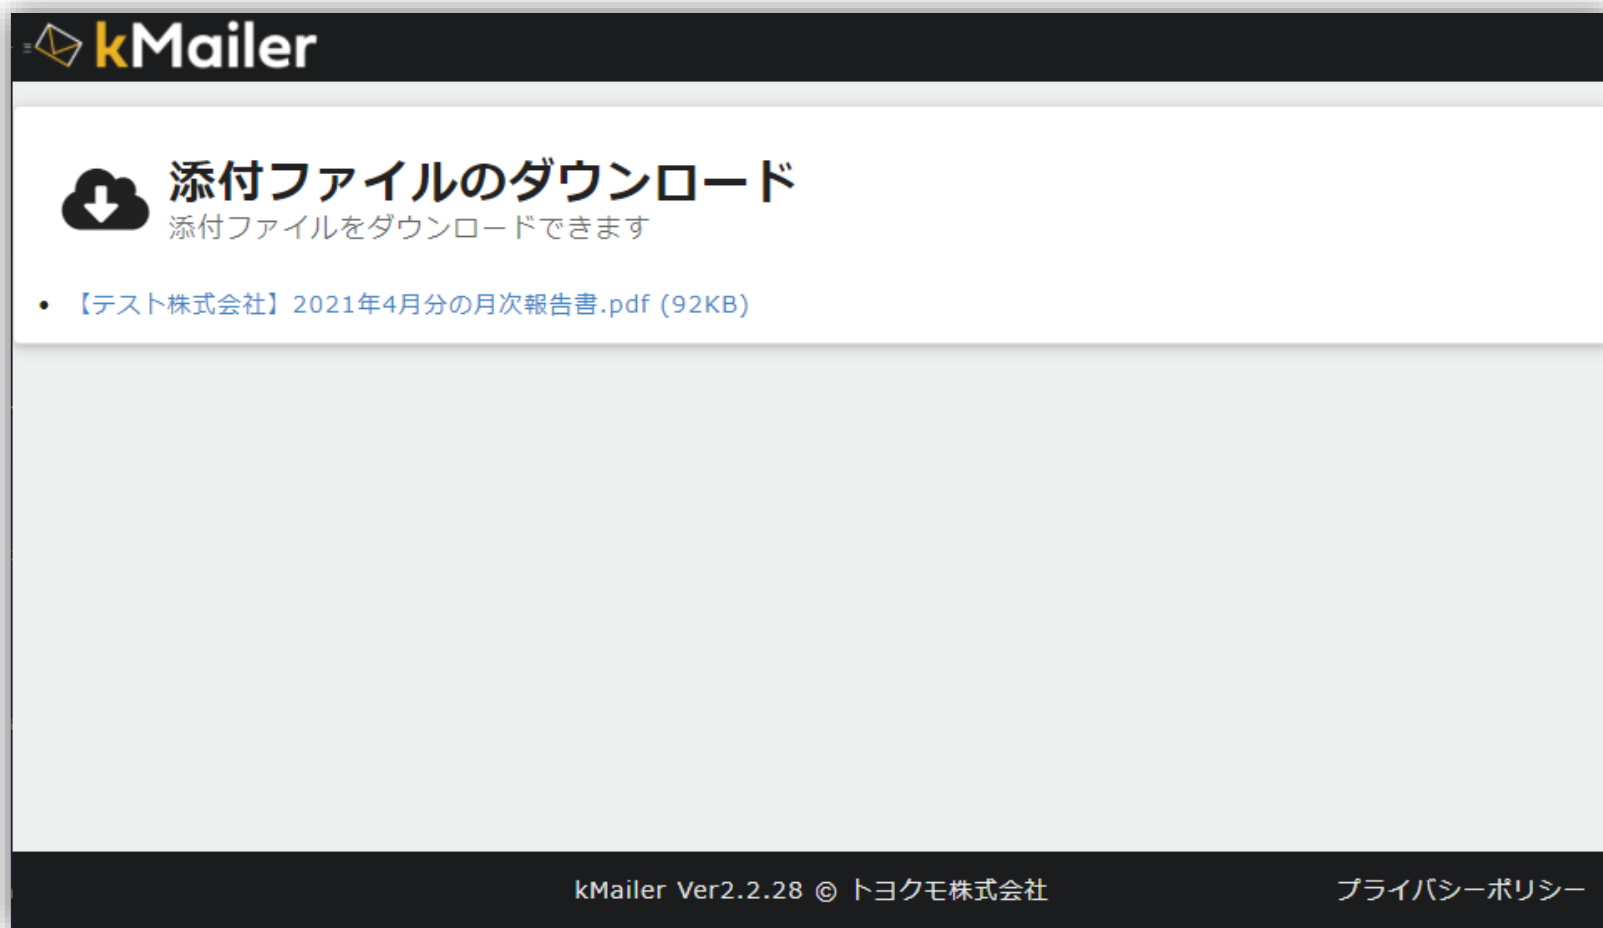 kMailer
添付ファイルのダウンロード
添付ファイルをダウンロードできます
• 【テスト株式会社】2021年4月分の月次報告書.pdf (92KB)
kMailer Ver2.2.28 © トヨクモ株式会社
プライバシーポリシー